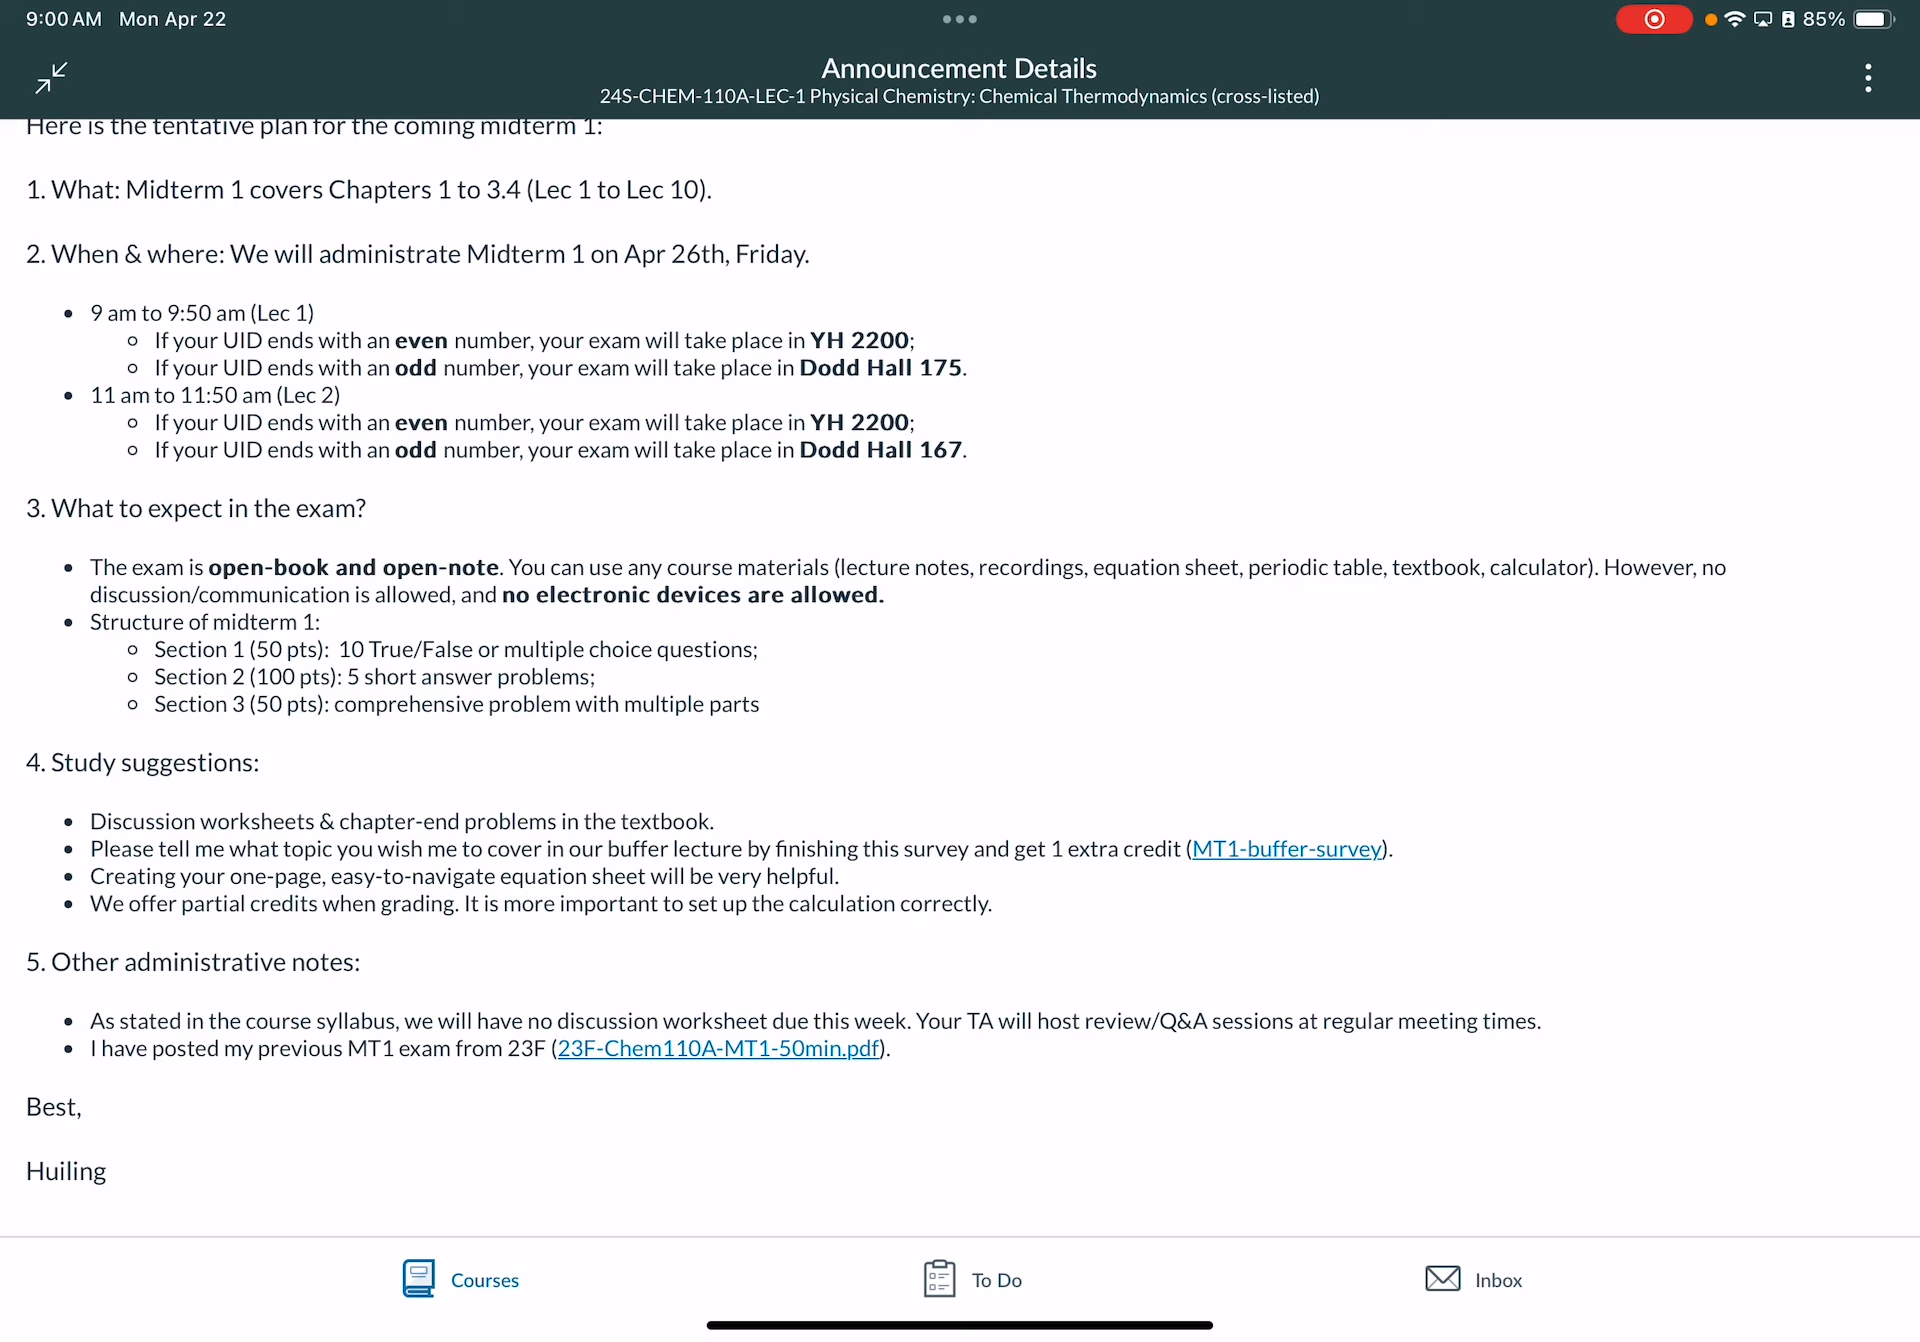 9:00 AM Mon Apr 22
85%
Announcement Details
24S-CHEM-110A-LEC-1 Physical Chemistry: Chemical Thermodynamics (cross-listed)
Here is the tentative plan for the coming midterm 1:
1. What: Midterm 1 covers Chapters 1 to 3.4 (Lec 1 to Lec 10).
2. When & where: We will administrate Midterm 1 on Apr 26th, Friday.
• 9 am to 9:50 am (Lec 1)
◦ If your UID ends with an even number, your exam will take place in YH 2200;
◦ If your UID ends with an odd number, your exam will take place in Dodd Hall 175.
• 11 am to 11:50 am (Lec 2)
◦ If your UID ends with an even number, your exam will take place in YH 2200;
◦ If your UID ends with an odd number, your exam will take place in Dodd Hall 167.
3. What to expect in the exam?
• The exam is open-book and open-note. You can use any course materials (lecture notes, recordings, equation sheet, periodic table, textbook, calculator). However, no
discussion/communication is allowed, and no electronic devices are allowed.
• Structure of midterm 1:
◦ Section 1 (50 pts): 10 True/False or multiple choice questions;
◦ Section 2 (100 pts): 5 short answer problems;
◦ Section 3 (50 pts): comprehensive problem with multiple parts
4. Study suggestions:
• Discussion worksheets & chapter-end problems in the textbook.
• Please tell me what topic you wish me to cover in our buffer lecture by finishing this survey and get 1 extra credit (MT1-buffer-survey).
• Creating your one-page, easy-to-navigate equation sheet will be very helpful.
• We offer partial credits when grading. It is more important to set up the calculation correctly.
5. Other administrative notes:
• As stated in the course syllabus, we will have no discussion worksheet due this week. Your TA will host review/Q&A sessions at regular meeting times.
• I have posted my previous MT1 exam from 23F (23F-Chem110A-MT1-50min.pdf).
Best,
Huiling
Courses
To Do
Inbox